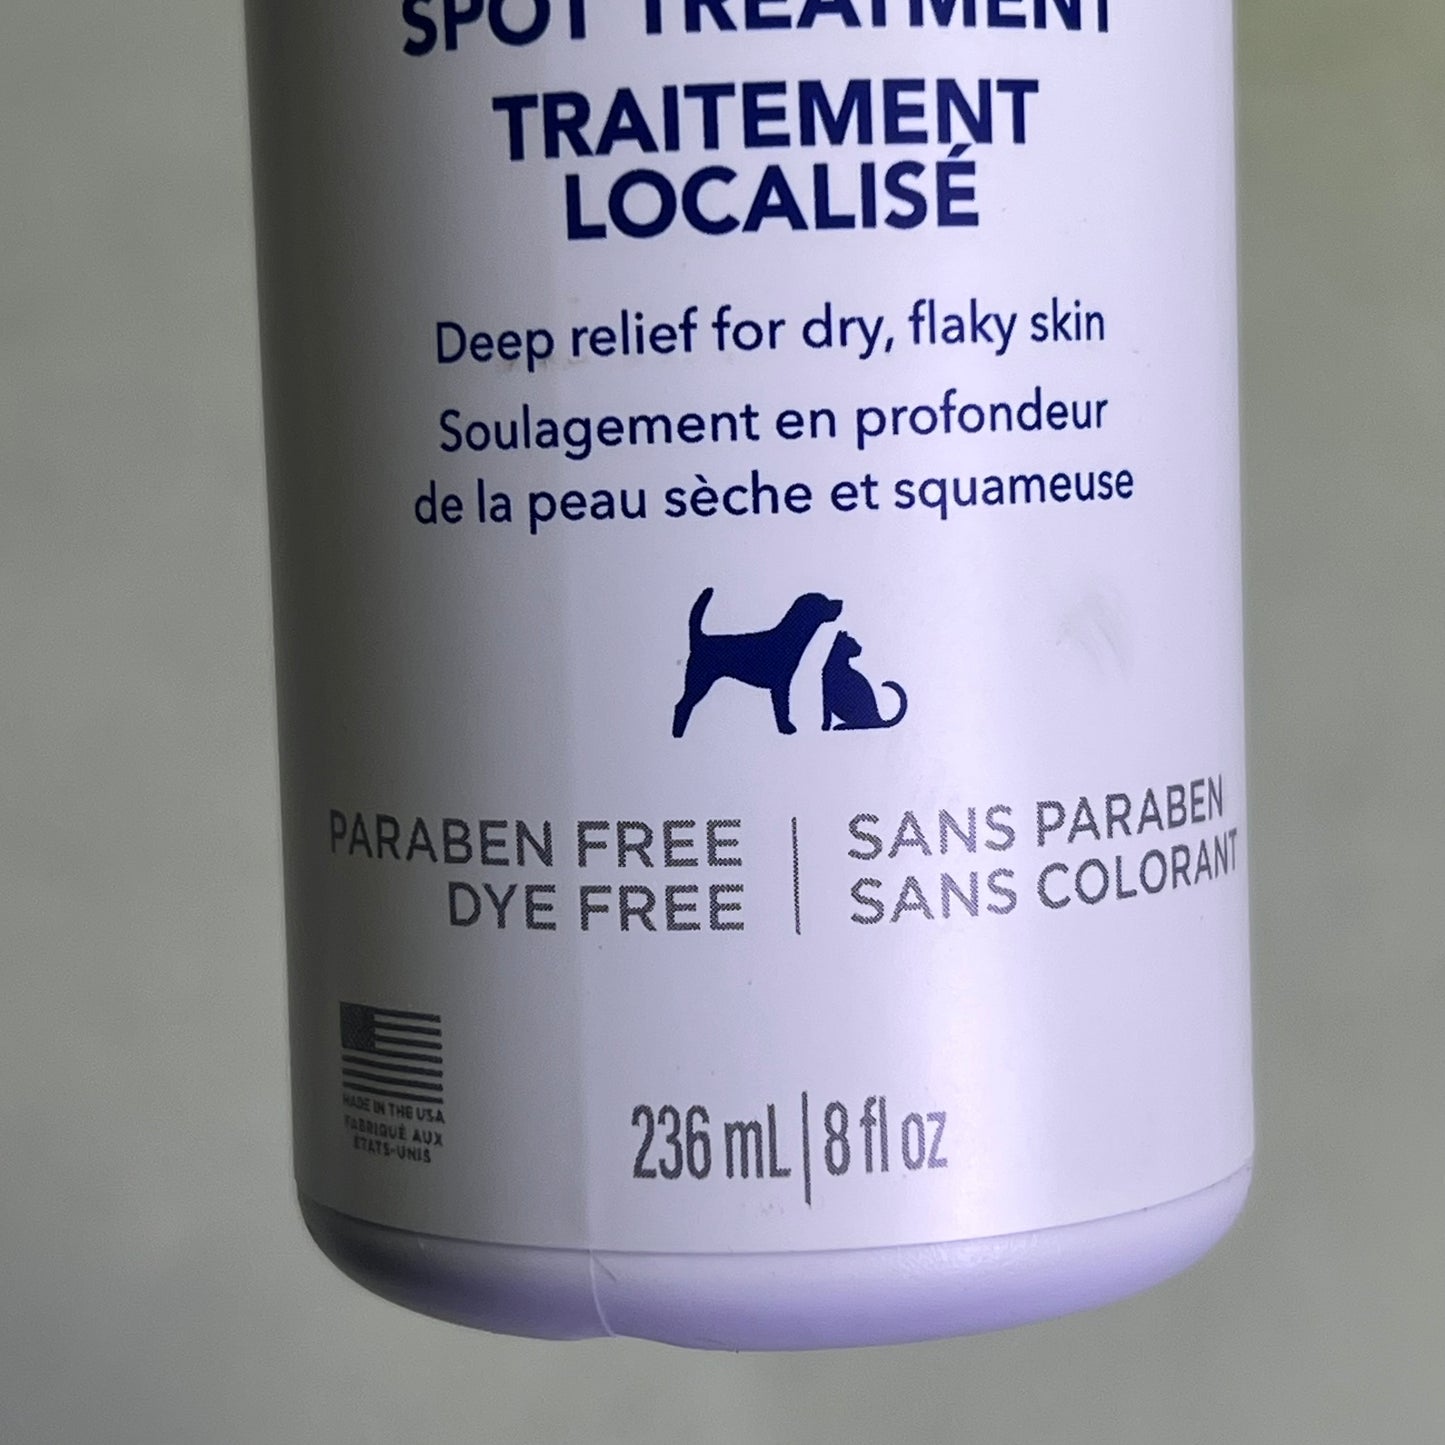 SPOT TREATMENT
TRAITEMENT
LOCALISÉ
Deep relief for dry, flaky skin
Soulagement en profondeur
de la peau sèche et squameuse
PARABEN FREE
DYE FREE
SANS PARABEN
SANS COLORANT
MADE IN THE USA
FABRIQUÉ AUX
ÉTATS-UNIS
236 mL | 8 fl oz